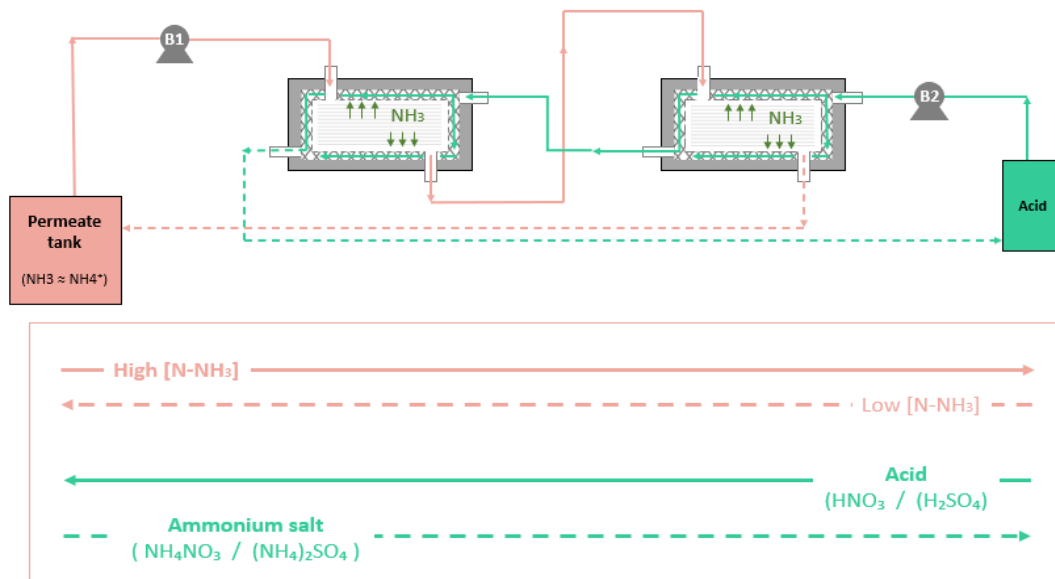 B1
NH₃
NH₃
B2
Permeate
tank
(NH3 ≈ NH4⁺)
Acid
High [N-NH₃]
Low [N-NH₃]
Acid
(HNO₃ / (H₂SO₄)
Ammonium salt
( NH₄NO₃ / (NH₄)₂SO₄ )